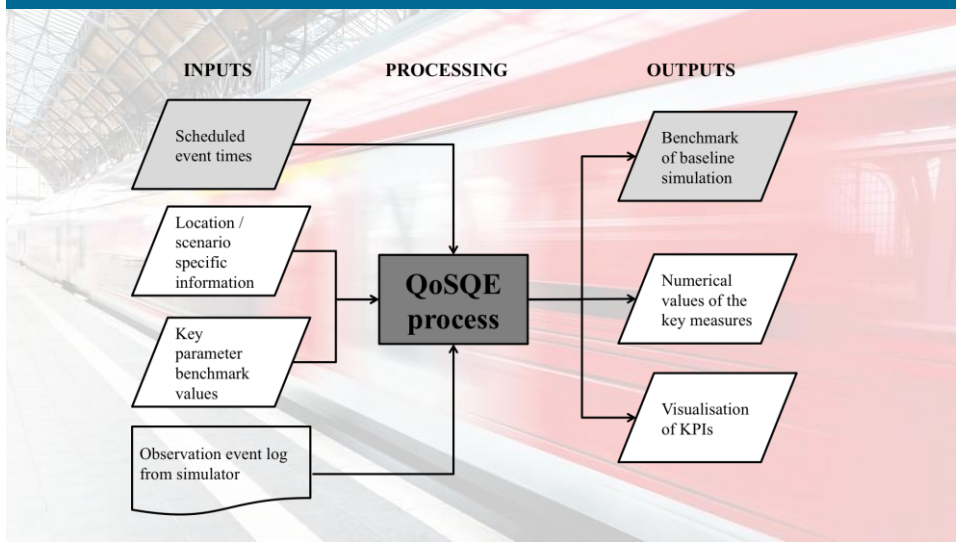 INPUTS
PROCESSING
OUTPUTS
Scheduled
event times
Location /
scenario
specific
information
Key
parameter
benchmark
values
Observation event log
from simulator
QoSQE
process
Benchmark
of baseline
simulation
Numerical
values of the
key measures
Visualisation
of KPIs